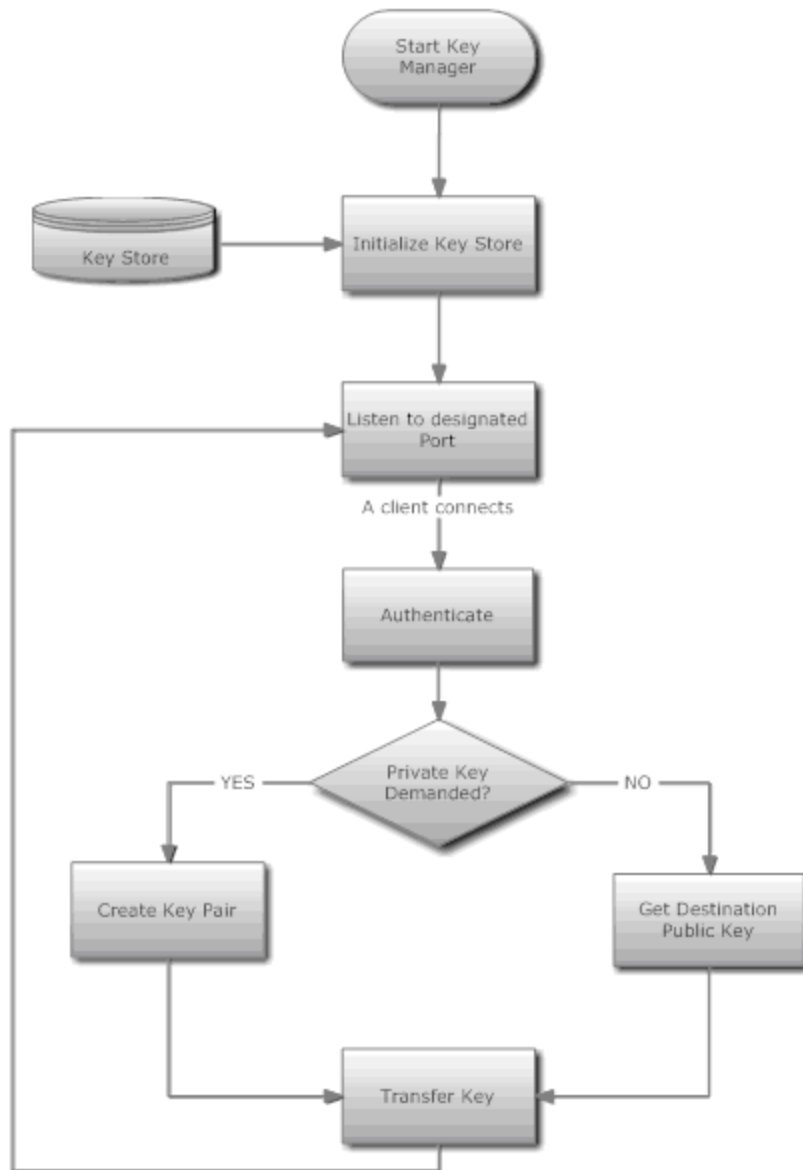 Start Key
Manager
Key Store
Initialize Key Store
Listen to designated
Port
A client connects
Authenticate
Private Key
Demanded?
YES
NO
Create Key Pair
Get Destination
Public Key
Transfer Key